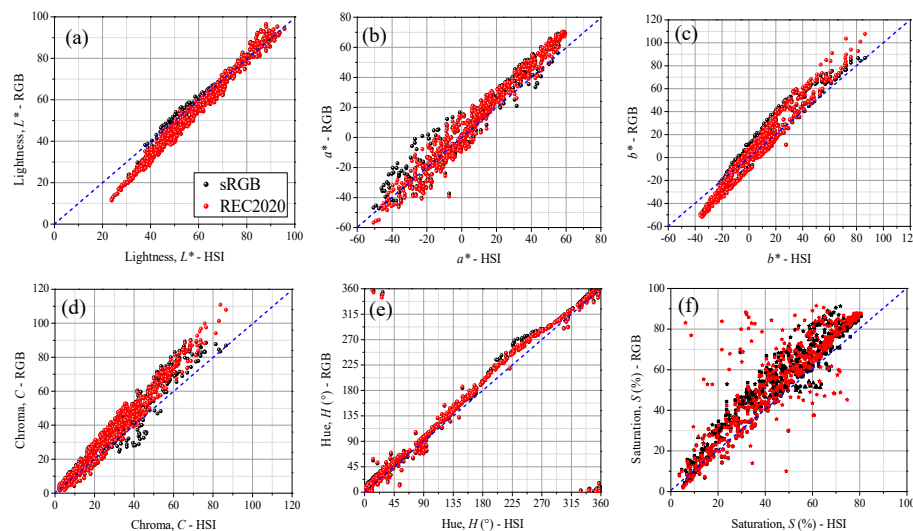 (a)
Lightness, L* - RGB
100
80
60
40
20
0
0 20 40 60 80 100
Lightness, L* - HSI
sRGB
REC2020
(b)
a* - RGB
80
60
40
20
0
-20
-40
-60
-60 -40 -20 0 20 40 60 80
a* - HSI
(c)
b* - RGB
120
100
80
60
40
20
0
-20
-40
-60
-60 -40 -20 0 20 40 60 80 100 12
b* - HSI
(d)
Chroma, C - RGB
120
100
80
60
40
20
0
0 20 40 60 80 100 120
Chroma, C - HSI
(e)
Hue, H (°) - RGB
360
315
270
225
180
135
90
45
0
0 45 90 135 180 225 270 315 360
Hue, H (°) - HSI
(f)
Saturation, S (%) - RGB
100
80
60
40
20
0
0 20 40 60 80 100
Saturation, S (%) - HSI